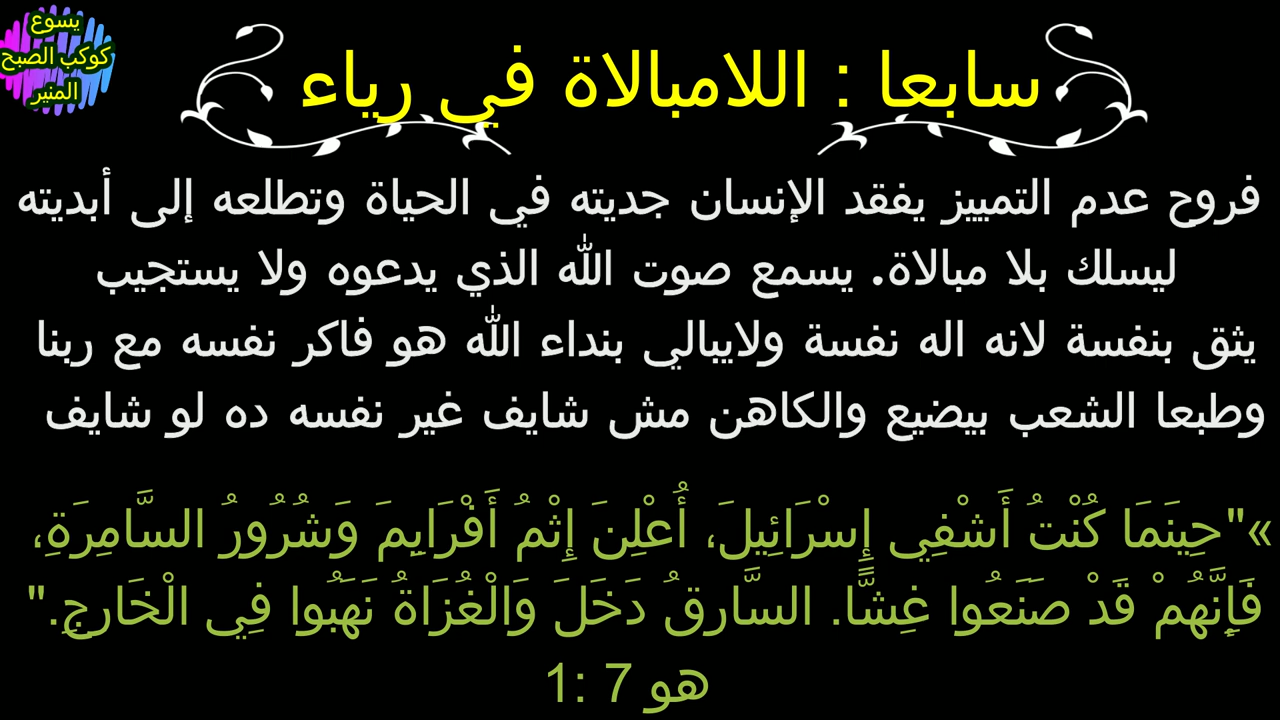 يسوع
كوكب الصبح
المنير
سابعا : اللامبالاة في رياء
فروح عدم التمييز يفقد الإنسان جديته في الحياة وتطلعه إلى أبديته
ليسلك بلا مبالاة. يسمع صوت الله الذي يدعوه ولا يستجيب
يثق بنفسة لانه اله نفسة ولايبالي بنداء الله هو فاكر نفسه مع ربنا
وطبعا الشعب بيضيع والكاهن مش شايف غير نفسه ده لو شايف
»"حِينَمَا كُنْتُ أَشْفِي إِسْرَائِيلَ، أُعْلِنَ إِثْمُ أَفْرَايِمَ وَشُرُورُ السَّامِرَةِ،
فَإِنَّهُمْ قَدْ صَنَعُوا غِشًّا. السَّارِقُ دَخَلَ وَالْغُزَاةُ نَهَبُوا فِي الْخَارِجِ."
هو 7 :1